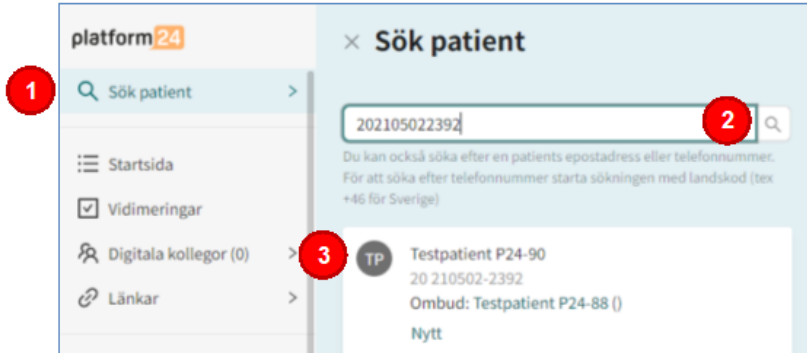 platform24
1
Sök patient
Startsida
Vidimeringar
Digitala kollegor (0)
Länkar
Sök patient
202105022392
2
Du kan också söka efter en patients epostadress eller telefonnummer.
För att söka efter telefonnummer starta sökningen med landskod (tex
+46 för Sverige)
3
TP
Testpatient P24-90
20 210502-2392
Ombud: Testpatient P24-88 ()
Nytt